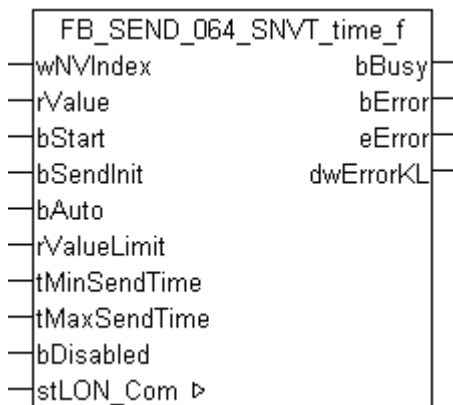 FB_SEND_064_SNVT_time_f
wNVIndex bBusy
rValue bError
bStart eError
bSendInit dwErrorKL
bAuto
rValueLimit
tMinSendTime
tMaxSendTime
bDisabled
stLON_Com ▷